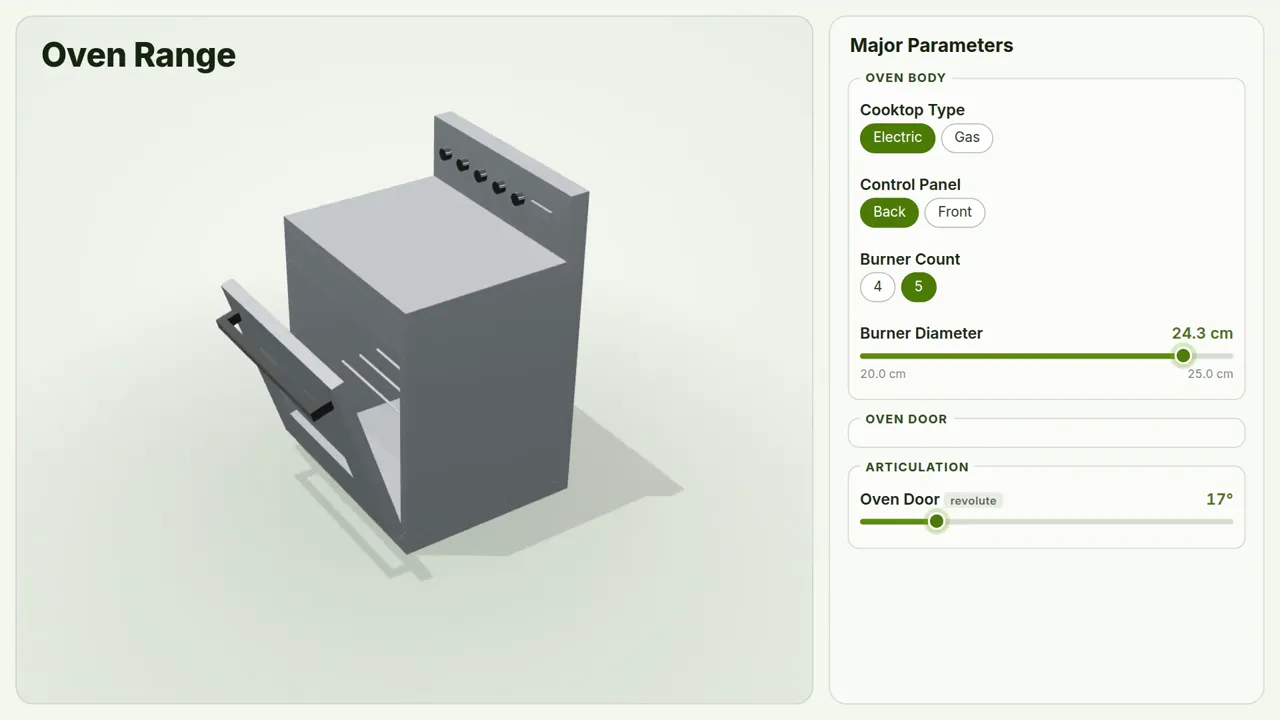 Oven Range
Major Parameters
OVEN BODY
Cooktop Type
Electric Gas
Control Panel
Back Front
Burner Count
4 5
Burner Diameter 24.3 cm
20.0 cm 25.0 cm
OVEN DOOR
ARTICULATION
Oven Door revolute 17°